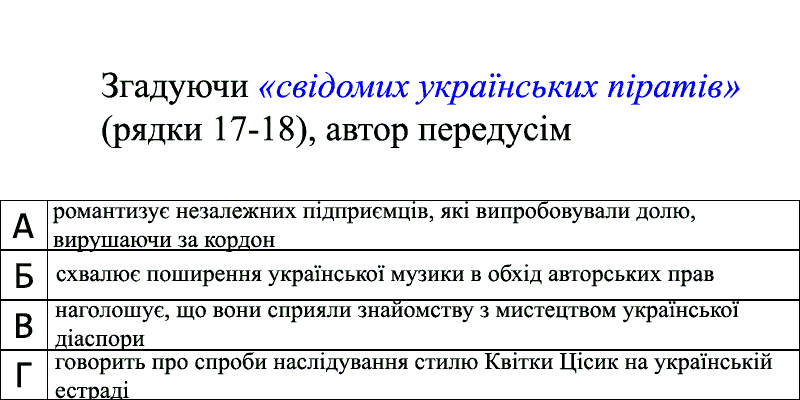 Згадуючи «свідомих українських піратів»
(рядки 17-18), автор передусім
А
романтизує незалежних підприємців, які випробовували долю,
вирушаючи за кордон
Б
схвалює поширення української музики в обхід авторських прав
В
наголошує, що вони сприяли знайомству з мистецтвом української
діаспори
Г
говорить про спроби наслідування стилю Квітки Цісик на українській
естраді